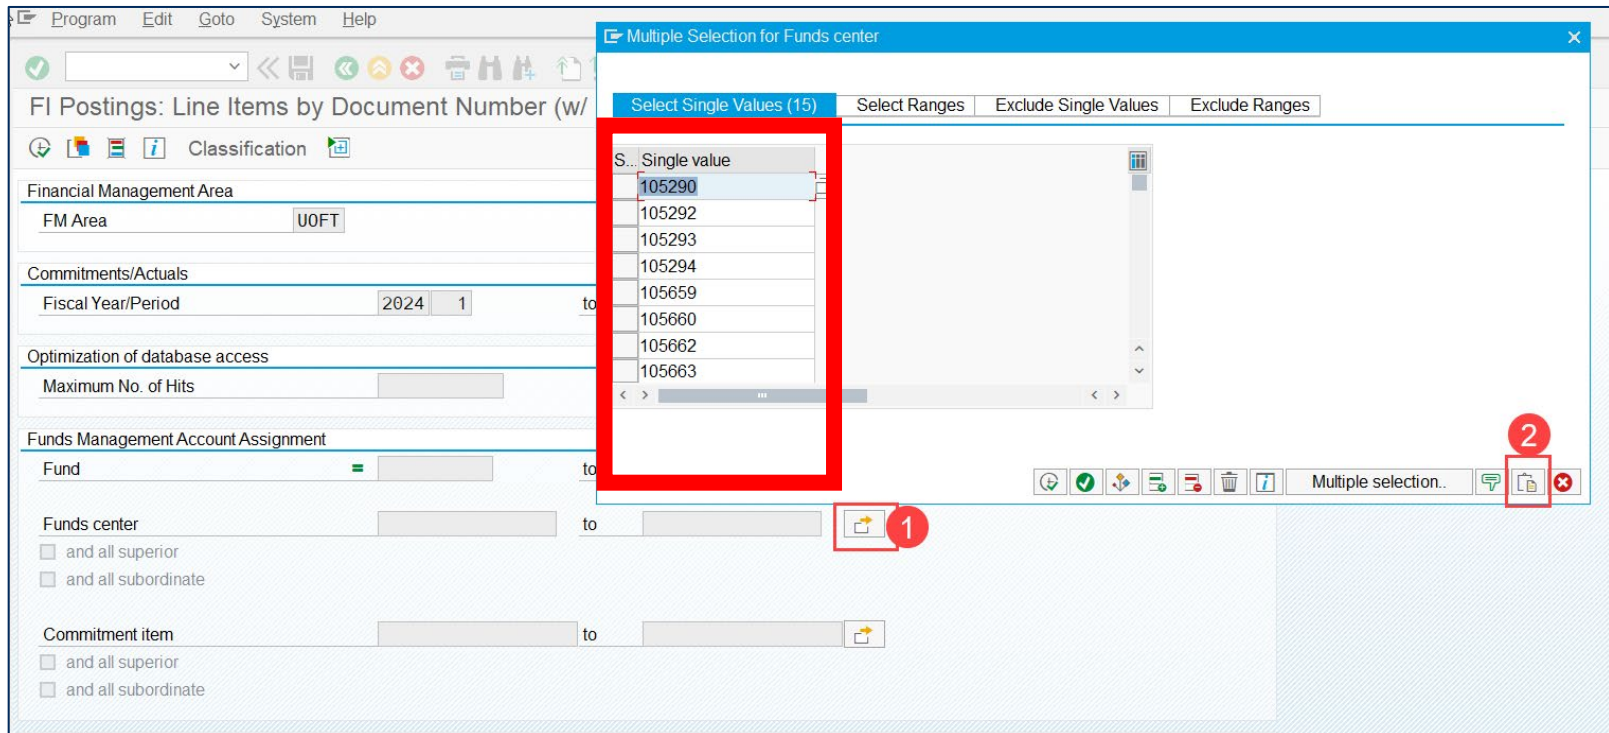 Program Edit Goto System Help
Multiple Selection for Funds center
FI Postings: Line Items by Document Number (w/
Select Single Values (15) Select Ranges Exclude Single Values Exclude Ranges
Classification
S... Single value
105290
105292
105293
105294
105659
105660
105662
105663
Financial Management Area
FM Area UOFT
Commitments/Actuals
Fiscal Year/Period 2024 1 to
Optimization of database access
Maximum No. of Hits
Funds Management Account Assignment
Fund = to
2
Multiple selection..
Funds center to
1
and all superior
and all subordinate
Commitment item to
and all superior
and all subordinate